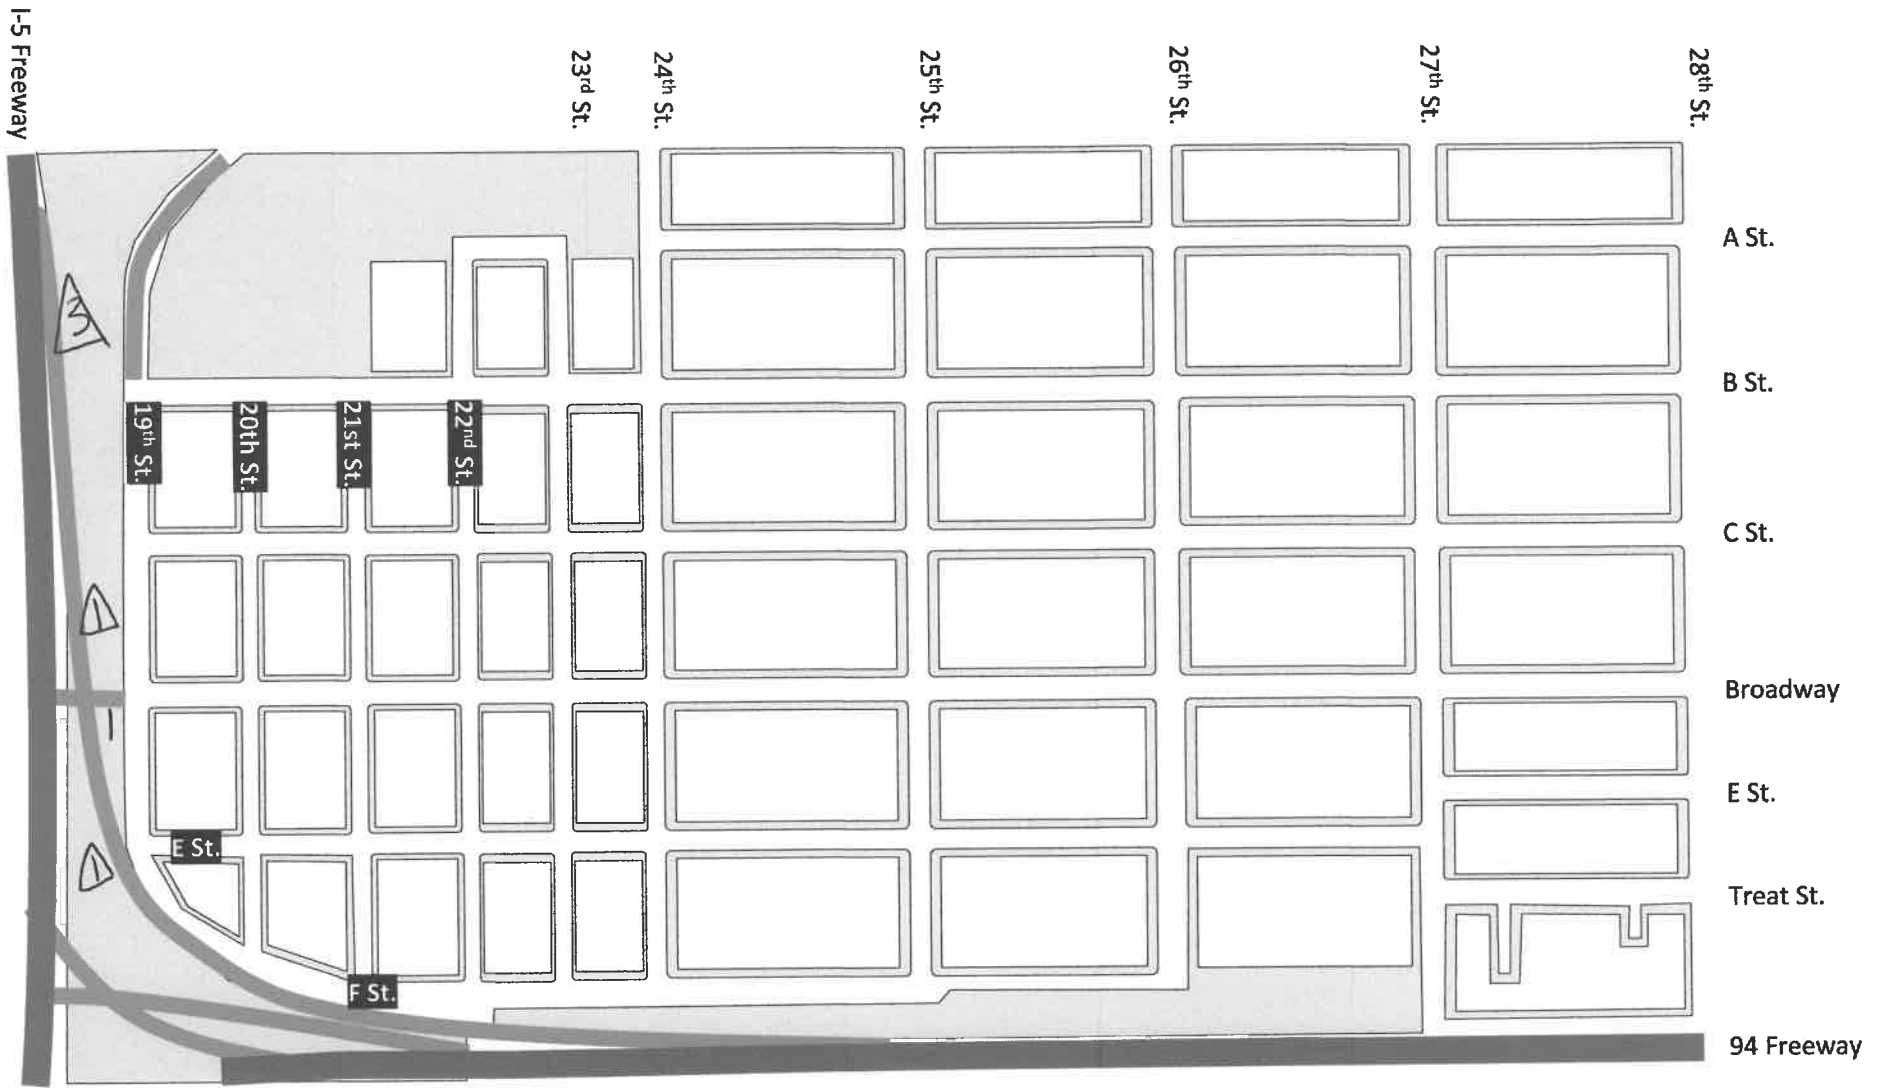 I-5 Freeway
23rd St.
24th St.
25th St.
26th St.
27th St.
28th St.
A St.
B St.
19th St.
20th St.
21st St.
22nd St.
C St.
Broadway
E St.
E St.
Treat St.
F St.
94 Freeway
3
1
1